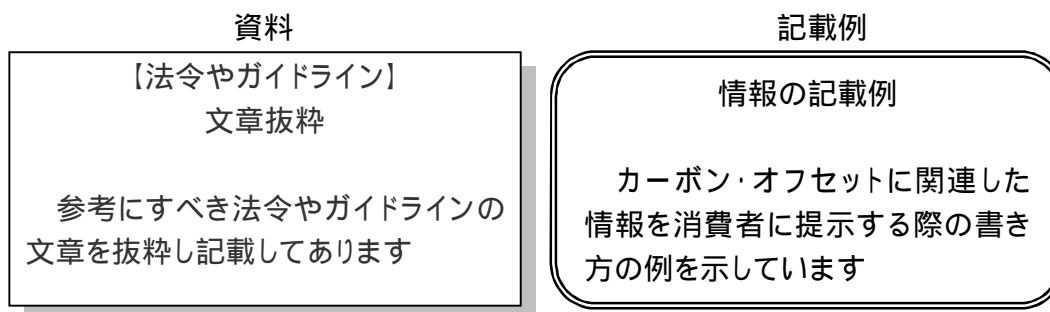 資料
【法令やガイドライン】
文章抜粋
参考にすべき法令やガイドラインの
文章を抜粋し記載してあります
記載例
情報の記載例
カーボン・オフセットに関連した
情報を消費者に提示する際の書き
方の例を示しています